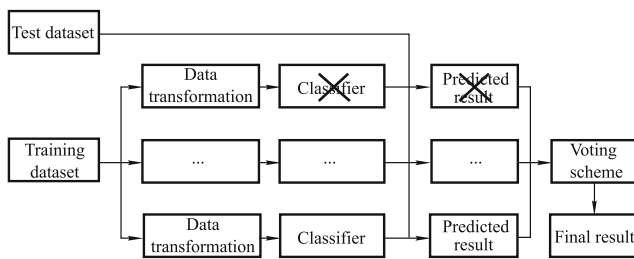 Test dataset
Data
transformation
Classifier
Predicted
result
Training
dataset
...
...
...
Voting
scheme
Data
transformation
Classifier
Predicted
result
Final result